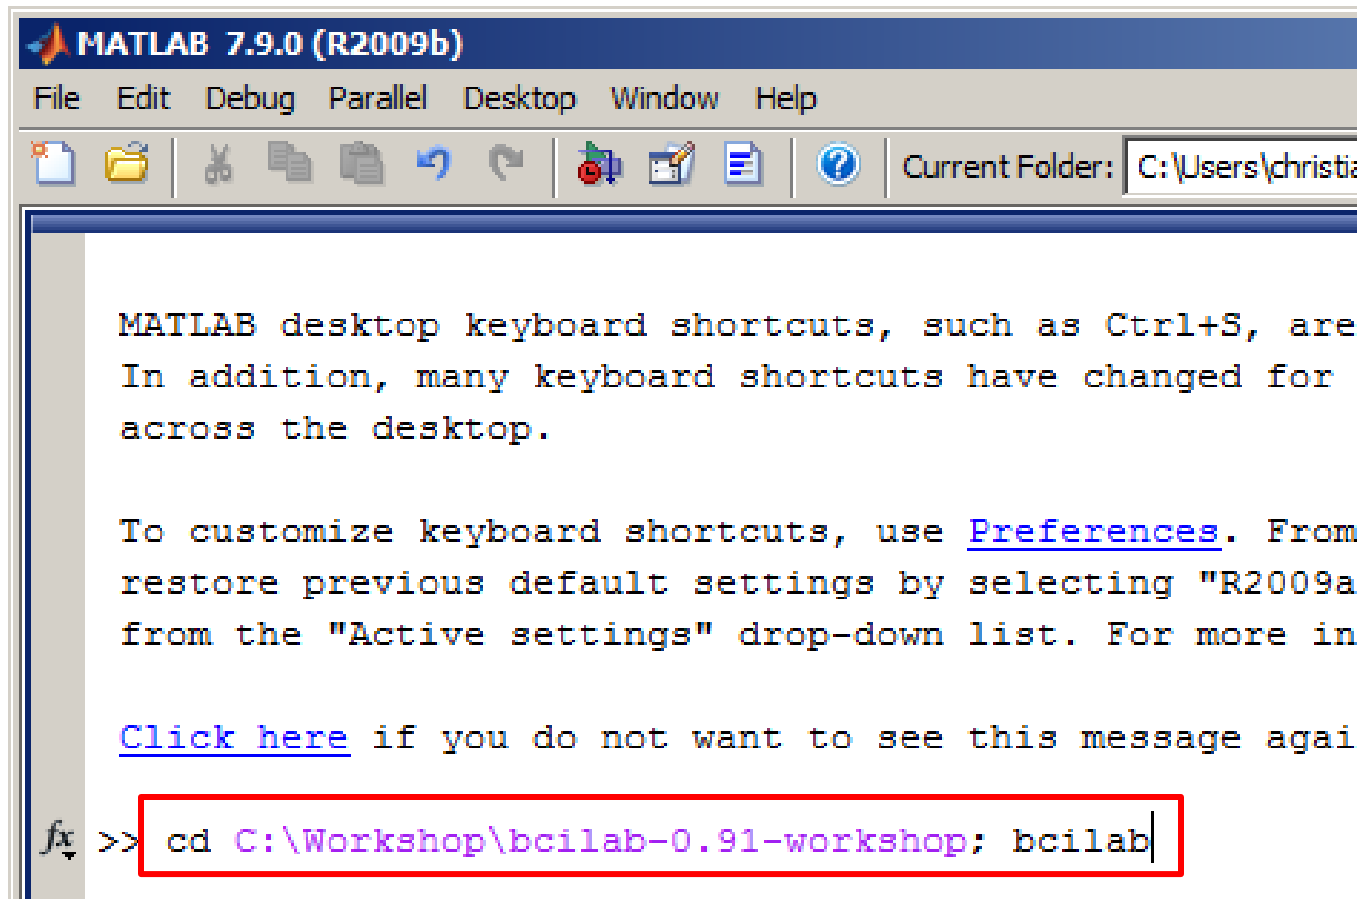 MATLAB 7.9.0 (R2009b)
File Edit Debug Parallel Desktop Window Help
Current Folder: C:\Users\christia
MATLAB desktop keyboard shortcuts, such as Ctrl+S, are
In addition, many keyboard shortcuts have changed for
across the desktop.
To customize keyboard shortcuts, use Preferences. From
restore previous default settings by selecting "R2009a
from the "Active settings" drop-down list. For more in
Click here if you do not want to see this message agai
fx >> cd C:\Workshop\bcilab-0.91-workshop; bcilab